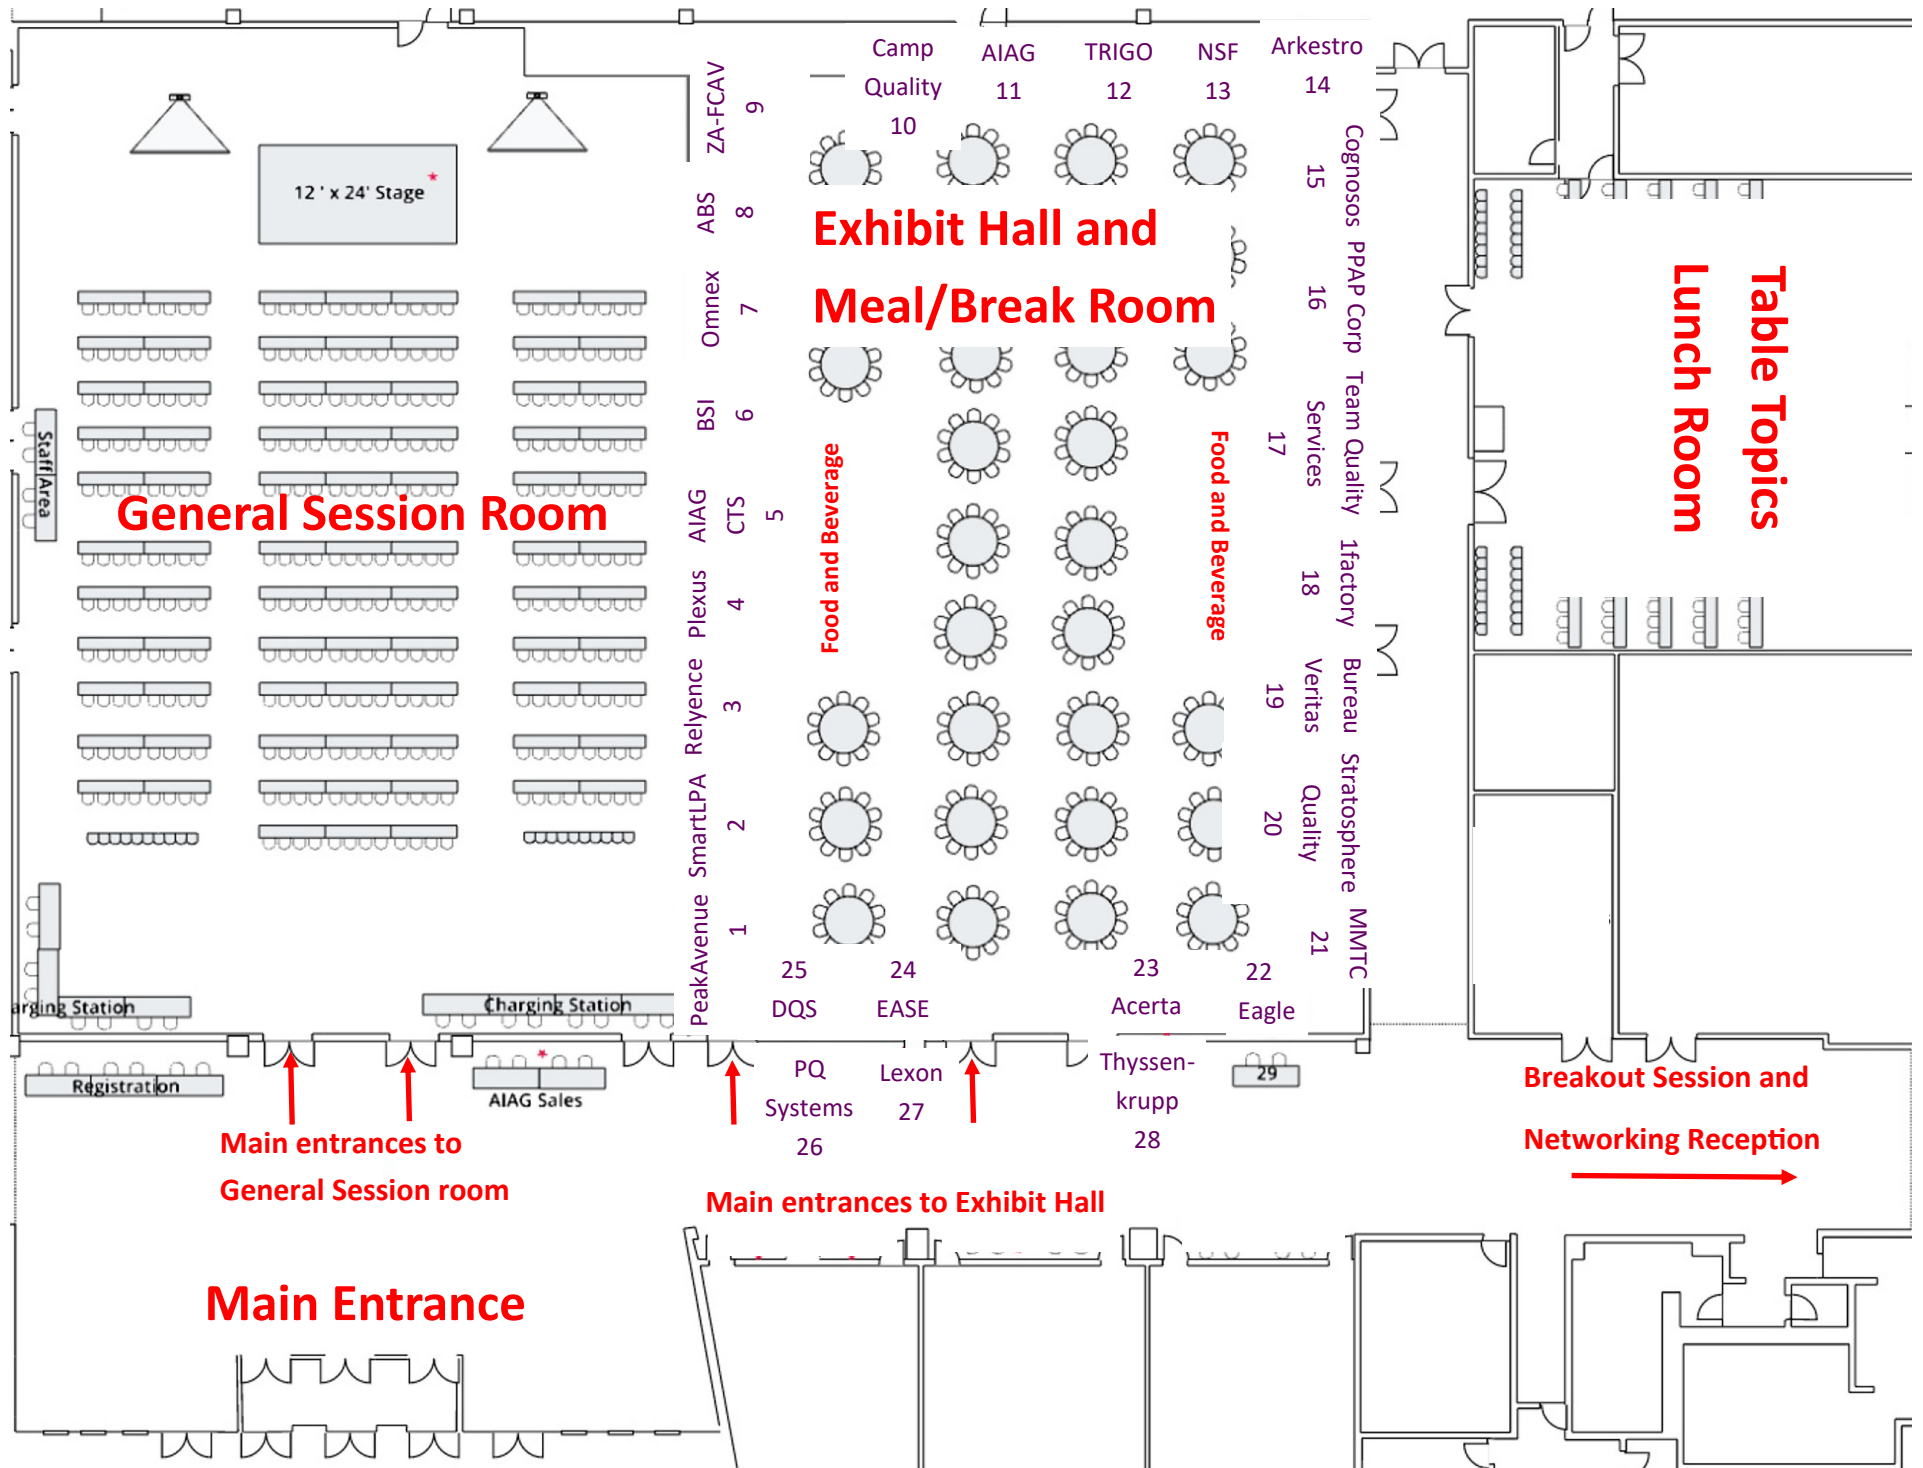 Camp
Quality
10
AIAG
11
TRIGO
12
NSF
13
Arkestro
14
ZA-FCAV
9
ABS
8
Omnex
7
BSI
6
AIAG
CTS
5
Plexus
4
Relyence
3
SmartLPA
2
PeakAvenue
1
Cognosos
15
PPAP Corp
16
Team Quality
Services
17
1factory
18
Bureau
Veritas
19
Stratosphere
Quality
20
MMTC
21
12 ' x 24' Stage
Exhibit Hall and
Meal/Break Room
Table Topics
Lunch Room
Staff Area
General Session Room
Food and Beverage
Food and Beverage
25
DQS
24
EASE
23
Acerta
22
Eagle
arging Station
Charging Station
Registration
AIAG Sales
PQ
Systems
26
Lexon
27
Thyssen-
krupp
28
29
Main entrances to
General Session room
Main entrances to Exhibit Hall
Breakout Session and
Networking Reception
Main Entrance